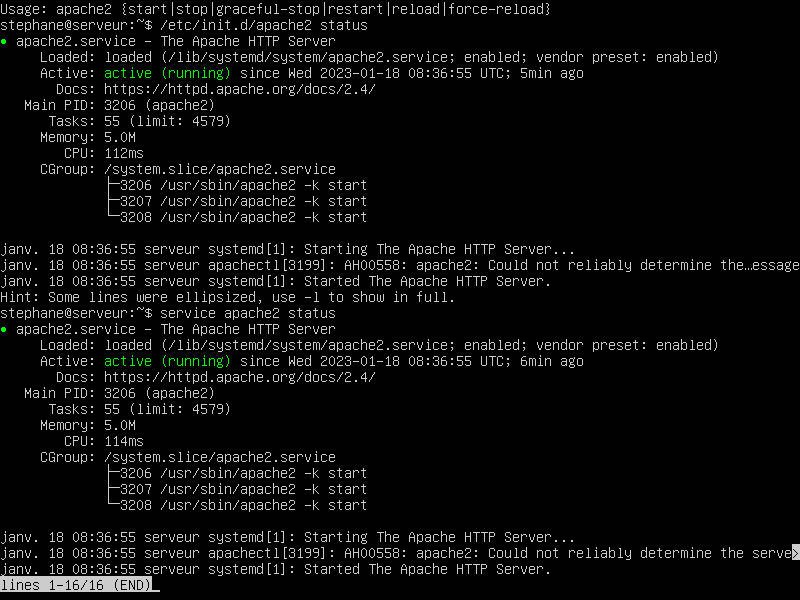 Usage: apache2 {start|stop|graceful-stop|restart|reload|force-reload}
stephane@serveur:~$ /etc/init.d/apache2 status
● apache2.service – The Apache HTTP Server
     Loaded: loaded (/lib/systemd/system/apache2.service; enabled; vendor preset: enabled)
     Active: active (running) since Wed 2023-01-18 08:36:55 UTC; 5min ago
       Docs: https://httpd.apache.org/docs/2.4/
   Main PID: 3206 (apache2)
      Tasks: 55 (limit: 4579)
     Memory: 5.0M
        CPU: 112ms
     CGroup: /system.slice/apache2.service
             ├─3206 /usr/sbin/apache2 -k start
             ├─3207 /usr/sbin/apache2 -k start
             └─3208 /usr/sbin/apache2 -k start

janv. 18 08:36:55 serveur systemd[1]: Starting The Apache HTTP Server...
janv. 18 08:36:55 serveur apachectl[3199]: AH00558: apache2: Could not reliably determine the…essage
janv. 18 08:36:55 serveur systemd[1]: Started The Apache HTTP Server.
Hint: Some lines were ellipsized, use -l to show in full.
stephane@serveur:~$ service apache2 status
● apache2.service – The Apache HTTP Server
     Loaded: loaded (/lib/systemd/system/apache2.service; enabled; vendor preset: enabled)
     Active: active (running) since Wed 2023-01-18 08:36:55 UTC; 6min ago
       Docs: https://httpd.apache.org/docs/2.4/
   Main PID: 3206 (apache2)
      Tasks: 55 (limit: 4579)
     Memory: 5.0M
        CPU: 114ms
     CGroup: /system.slice/apache2.service
             ├─3206 /usr/sbin/apache2 -k start
             ├─3207 /usr/sbin/apache2 -k start
             └─3208 /usr/sbin/apache2 -k start

janv. 18 08:36:55 serveur systemd[1]: Starting The Apache HTTP Server...
janv. 18 08:36:55 serveur apachectl[3199]: AH00558: apache2: Could not reliably determine the serve>
janv. 18 08:36:55 serveur systemd[1]: Started The Apache HTTP Server.
lines 1-16/16 (END)